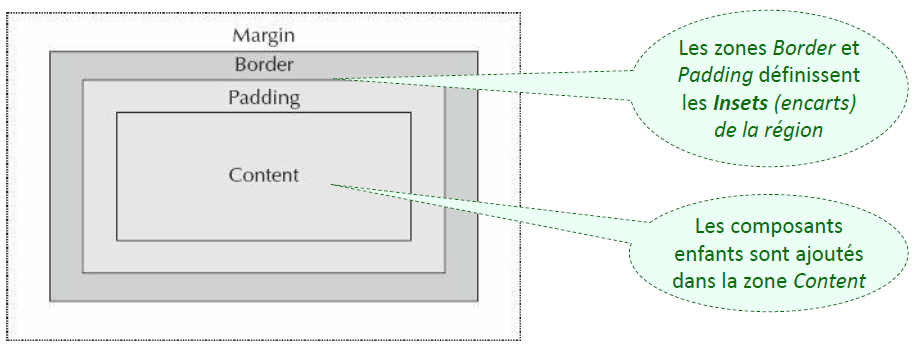 Margin
Border
Padding
Content
Les zones Border et
Padding définissent
les Insets (encarts)
de la région
Les composants
enfants sont ajoutés
dans la zone Content